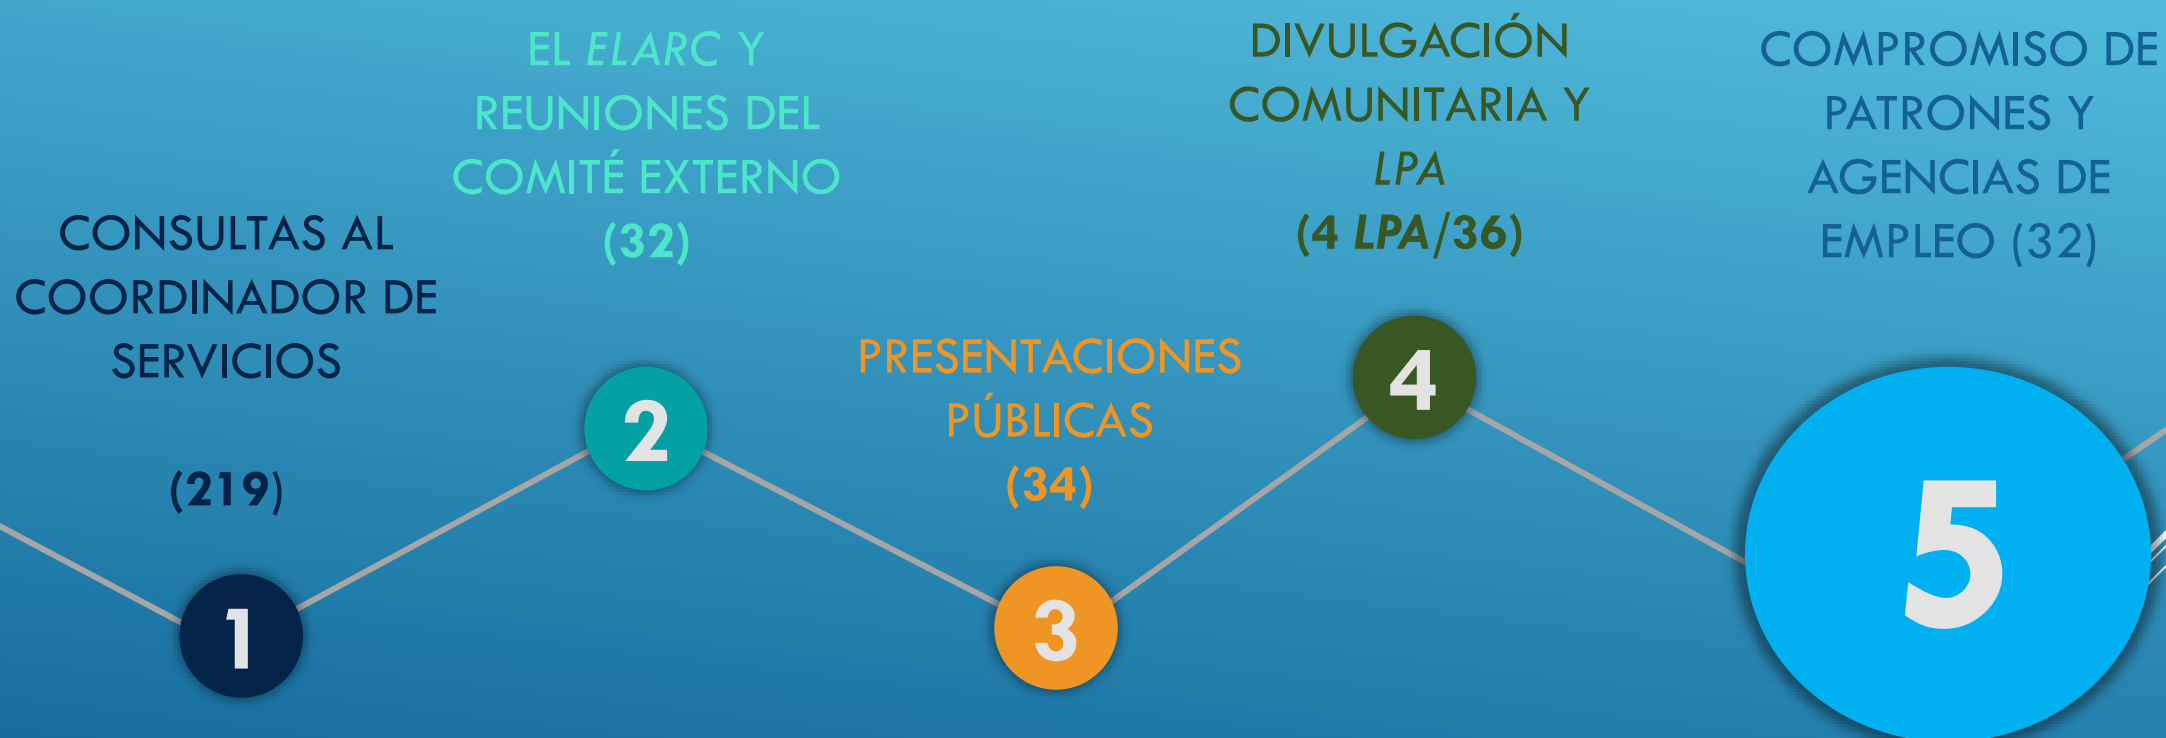 CONSULTAS AL
COORDINADOR DE
SERVICIOS
(219)
1
EL ELARC Y
REUNIONES DEL
COMITÉ EXTERNO
(32)
2
PRESENTACIONES
PÚBLICAS
(34)
3
DIVULGACIÓN
COMUNITARIA Y
LPA
(4 LPA/36)
4
COMPROMISO DE
PATRONES Y
AGENCIAS DE
EMPLEO (32)
5